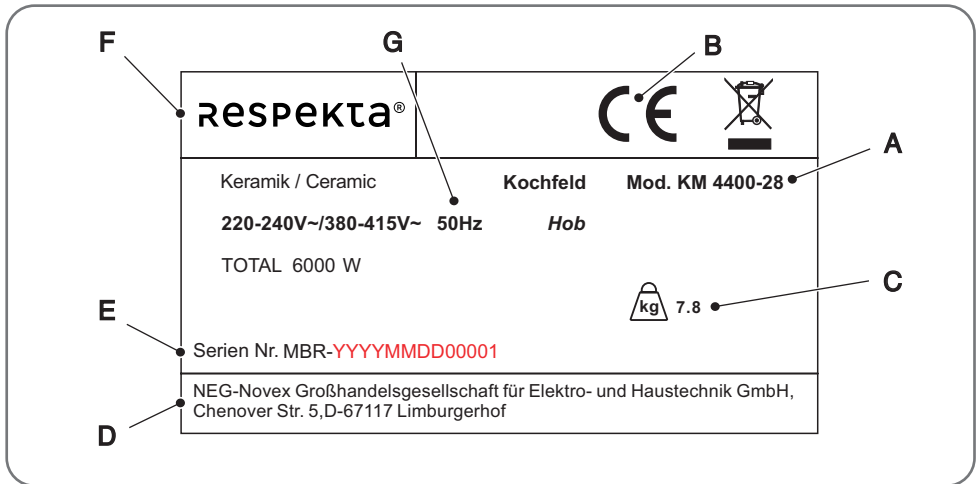 F
G
B
Respekta®
CE
A
Keramik / Ceramic Kochfeld Mod. KM 4400-28
220-240V~/380-415V~ 50Hz Hob
TOTAL 6000 W
C
kg 7.8
E
Serien Nr. MBR-YYYYMMDD00001
NEG-Novex Großhandelsgesellschaft für Elektro- und Haustechnik GmbH,
Chenover Str. 5,D-67117 Limburgerhof
D